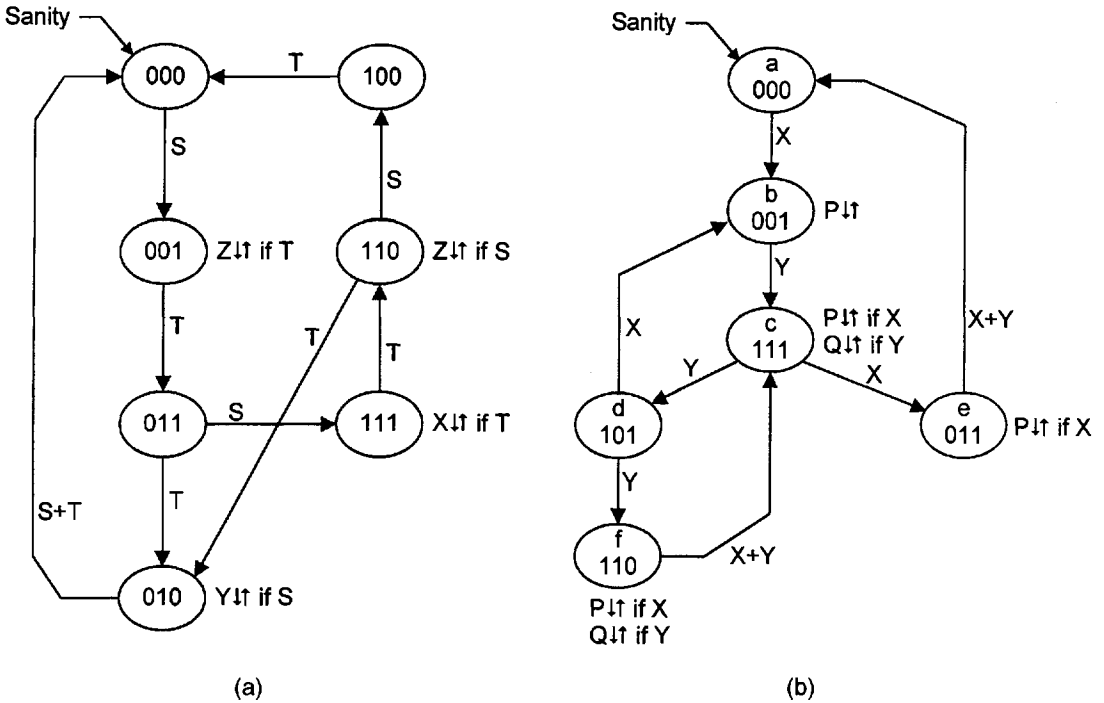 Sanity
000
T
100
S
S
001
Z↓↑ if T
110
Z↓↑ if S
T
T
T
011
S
111
X↓↑ if T
T
S+T
010
Y↓↑ if S
(a)
Sanity
a
000
X
b
001
P↓↑
Y
c
111
P↓↑ if X
Q↓↑ if Y
X+Y
X
Y
X
d
101
e
011
P↓↑ if X
Y
f
110
X+Y
P↓↑ if X
Q↓↑ if Y
(b)